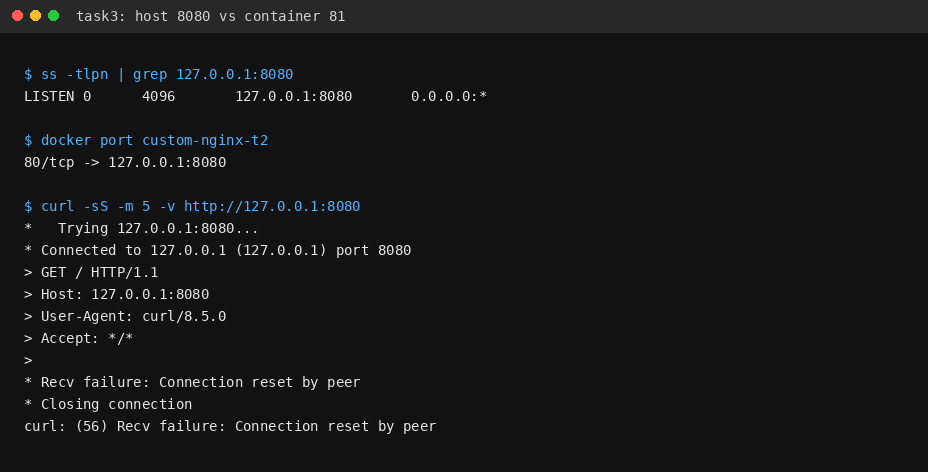 task3: host 8080 vs container 81
$ ss -tlpn | grep 127.0.0.1:8080
LISTEN 0      4096       127.0.0.1:8080       0.0.0.0:*
$ docker port custom-nginx-t2
80/tcp -> 127.0.0.1:8080
$ curl -sS -m 5 -v http://127.0.0.1:8080
*   Trying 127.0.0.1:8080...
* Connected to 127.0.0.1 (127.0.0.1) port 8080
> GET / HTTP/1.1
> Host: 127.0.0.1:8080
> User-Agent: curl/8.5.0
> Accept: */*
>
* Recv failure: Connection reset by peer
* Closing connection
curl: (56) Recv failure: Connection reset by peer